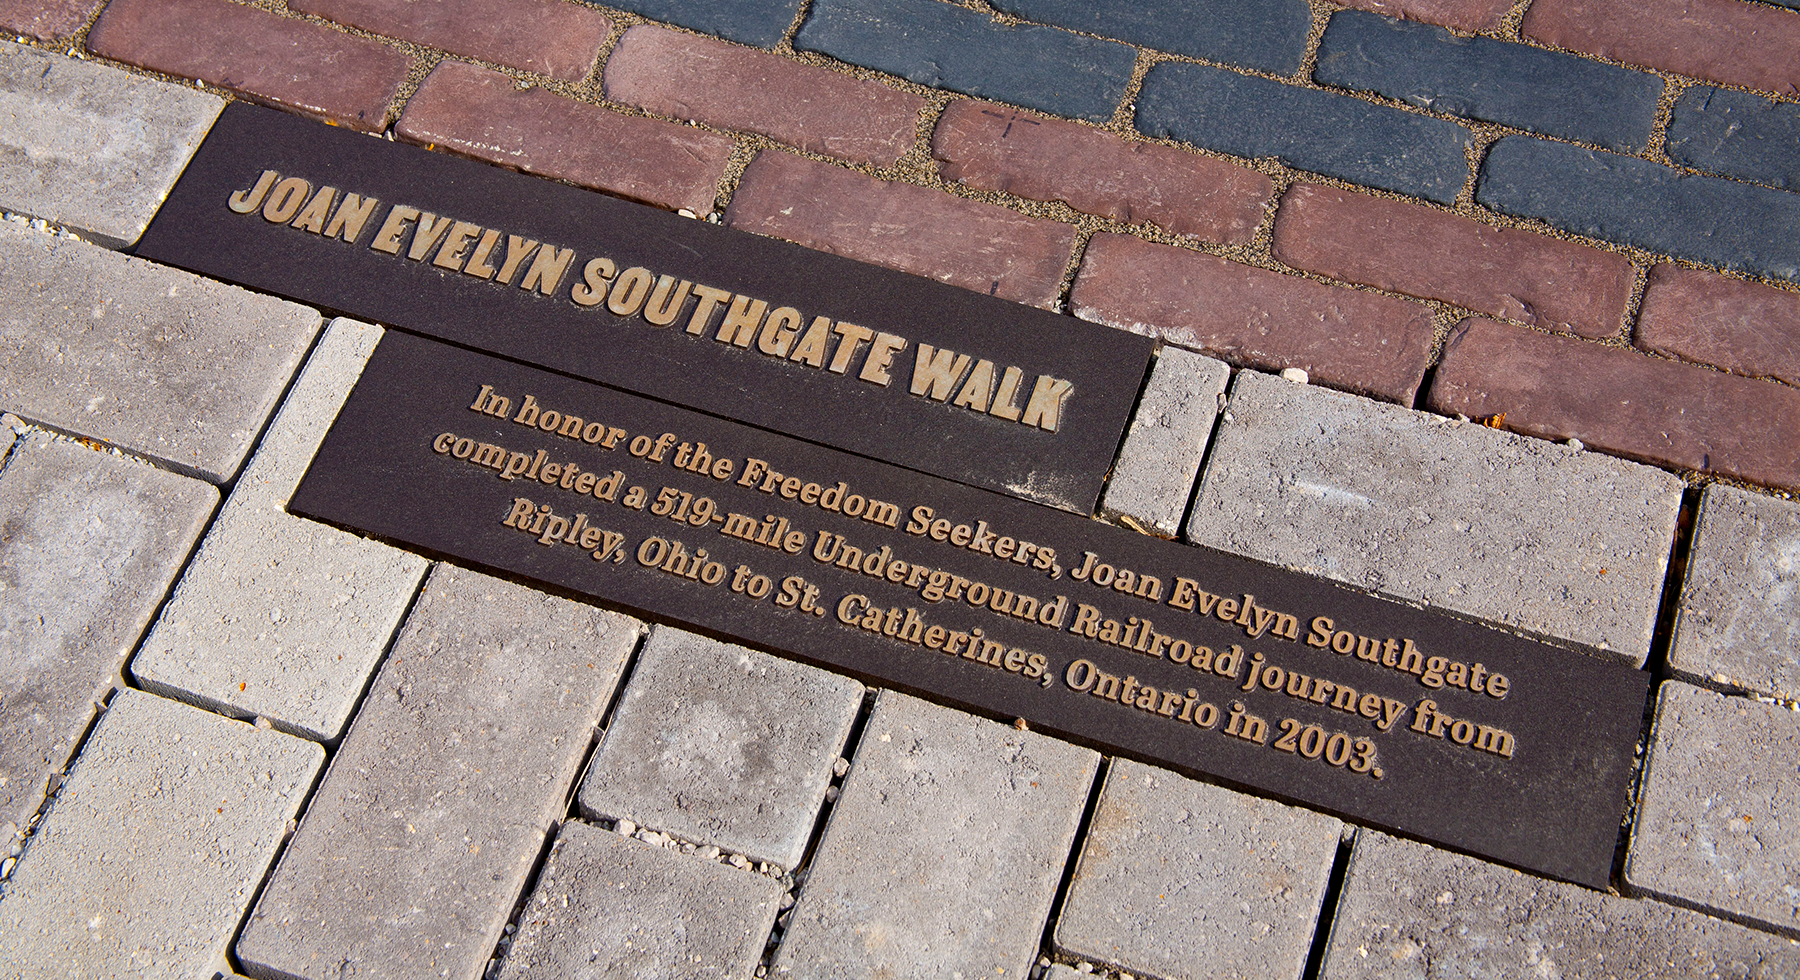 JOAN EVELYN SOUTHGATE WALK
In honor of the Freedom Seekers, Joan Evelyn Southgate
completed a 519-mile Underground Railroad journey from
Ripley, Ohio to St. Catherines, Ontario in 2003.